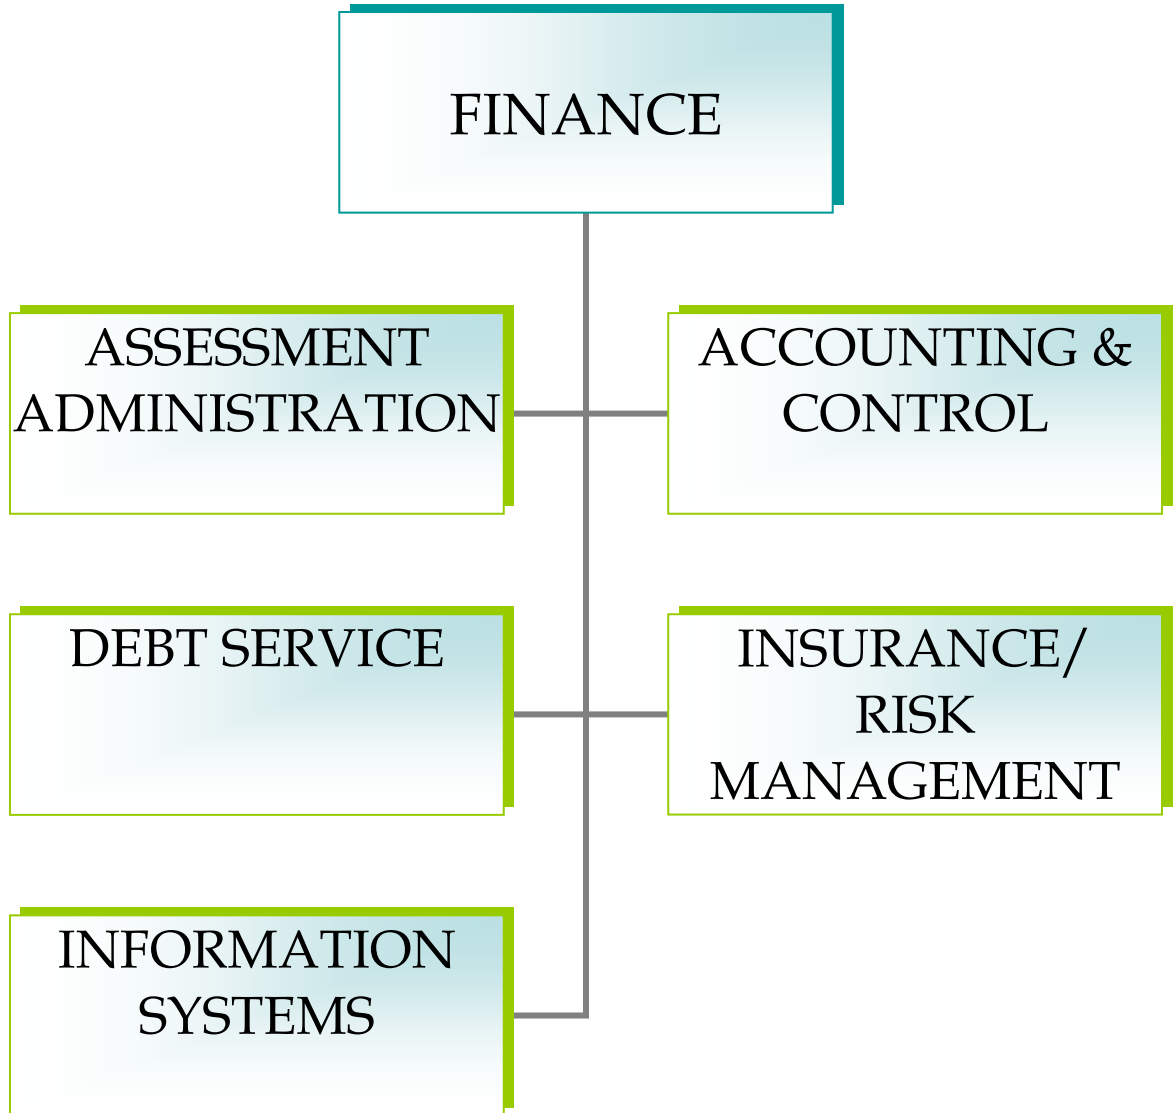 FINANCE
ASSESSMENT
ADMINISTRATION
ACCOUNTING &
CONTROL
DEBT SERVICE
INSURANCE/
RISK
MANAGEMENT
INFORMATION
SYSTEMS